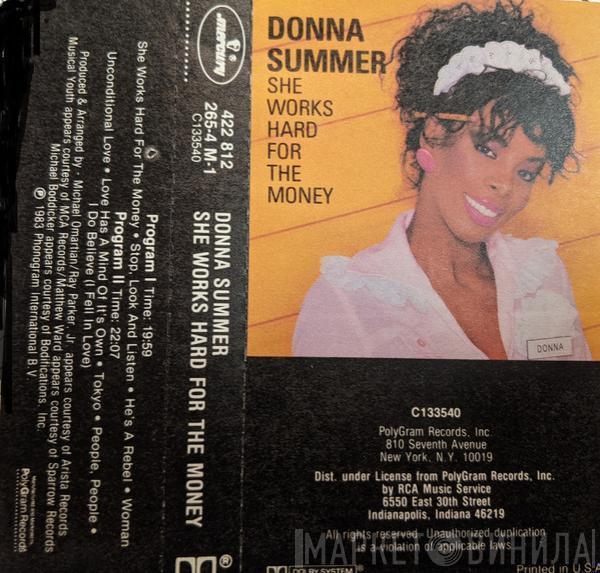 DONNA
SUMMER
SHE
WORKS
HARD
FOR
THE
MONEY
DONNA
C133540
PolyGram Records, Inc.
810 Seventh Avenue
New York, N.Y. 10019
Dist. under License from PolyGram Records, Inc.
by RCA Music Service
6550 East 30th Street
Indianapolis, Indiana 46219
All rights reserved. Unauthorized duplication
is a violation of applicable laws.
DOLBY SYSTEM
Printed in U.S.A
mercury
422 812
265-4 M-1
C133540
DONNA SUMMER
SHE WORKS HARD FOR THE MONEY
Program I Time: 19:59
She Works Hard For The Money • Stop, Look And Listen • He's A Rebel • Woman
Program II Time: 22:07
Unconditional Love • Love Has A Mind Of It's Own • Tokyo • People, People •
I Do Believe (I Fell In Love)
Produced & Arranged by - Michael Omartian/Ray Parker, Jr. appears courtesy of Arista Records
Musical Youth appears courtesy of MCA Records/Matthew Ward appears courtesy of Sparrow Records
Michael Boddicker appears courtesy of Bodifications, Inc.
℗ 1983 Phonogram International B.V.
PolyGram Records
МАРКЕТ ВИНИЛА